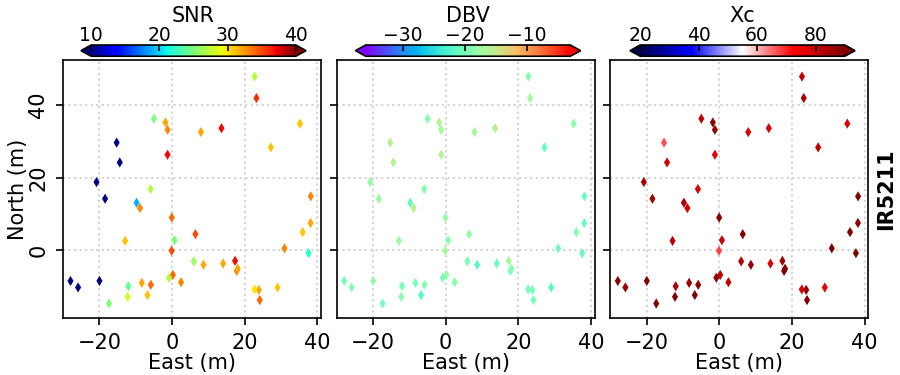 SNR DBV Xc
10 20 30 40 −30 −20 −10 20 40 60 80
40
20
0
North (m)
IR5211
−20 0 20 40 −20 0 20 40 −20 0 20 40
East (m) East (m) East (m)